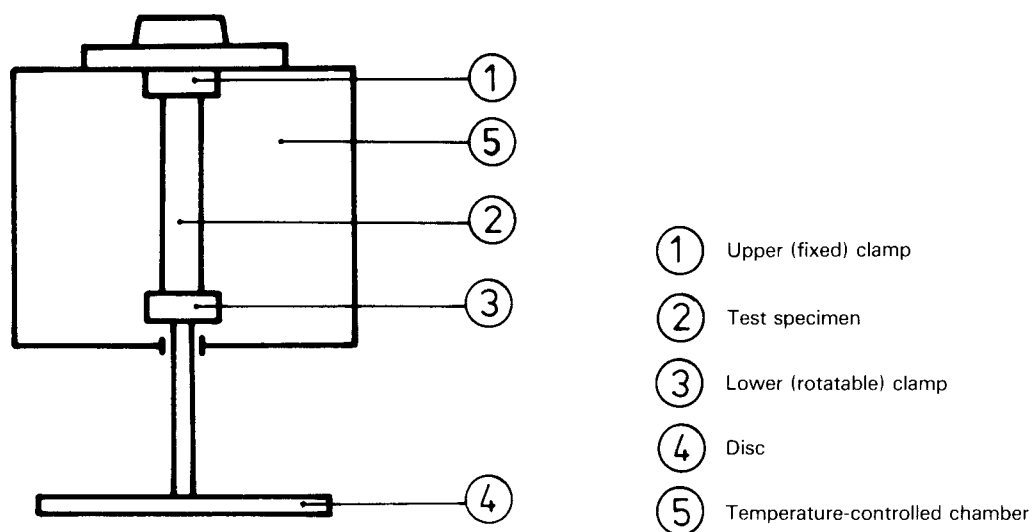 1
5
2
3
4
1 Upper (fixed) clamp
2 Test specimen
3 Lower (rotatable) clamp
4 Disc
5 Temperature-controlled chamber